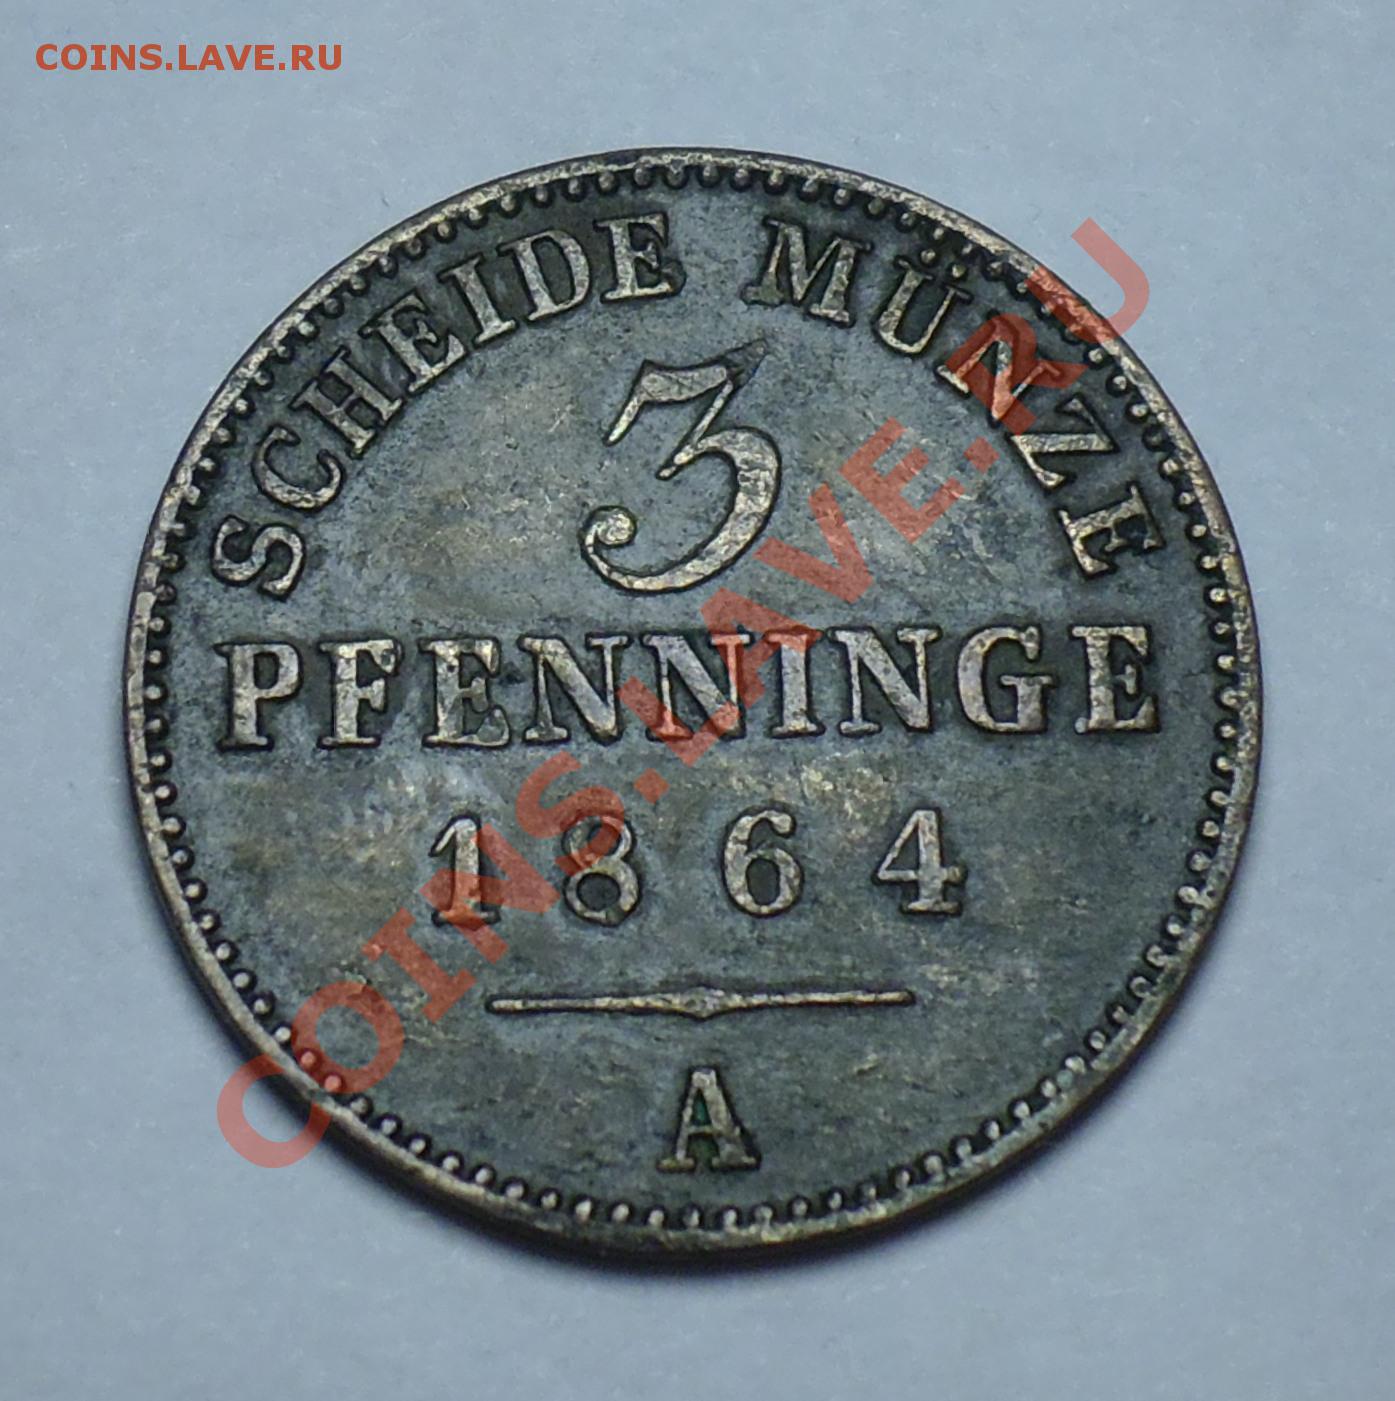 COINS.LAVE.RU
SCHEIDE MÜNZE
3
PFENNINGE
1864
A
COINS.LAVE.RU